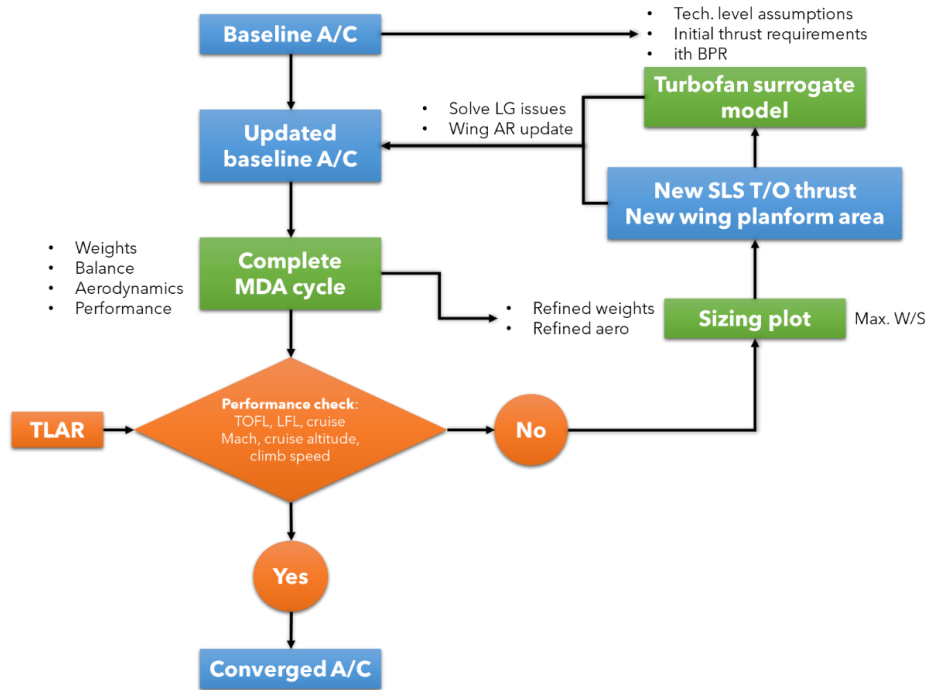 Baseline A/C
• Tech. level assumptions
• Initial thrust requirements
• ith BPR
Turbofan surrogate
model
• Solve LG issues
• Wing AR update
Updated
baseline A/C
New SLS T/O thrust
New wing planform area
• Weights
• Balance
• Aerodynamics
• Performance
Complete
MDA cycle
• Refined weights
• Refined aero
Sizing plot
Max. W/S
TLAR
Performance check:
TOFL, LFL, cruise
Mach, cruise altitude,
climb speed
No
Yes
Converged A/C